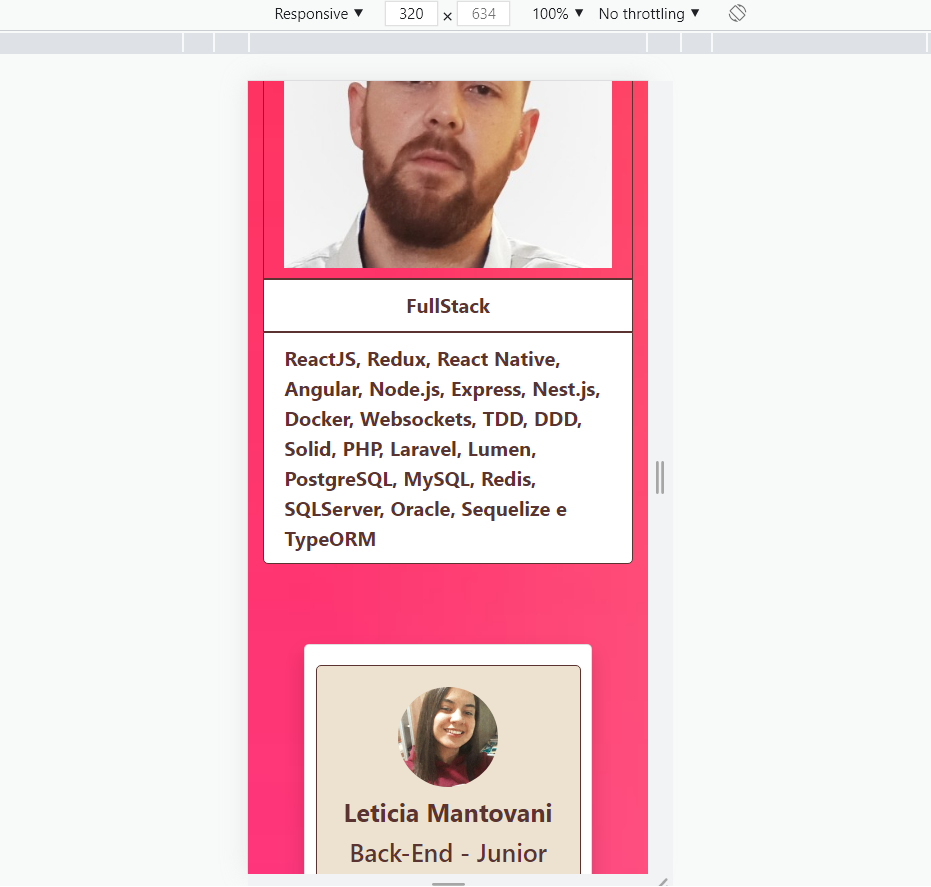 Responsive ▼ 320 × 634 100% ▼ No throttling ▼
FullStack
ReactJS, Redux, React Native,
Angular, Node.js, Express, Nest.js,
Docker, Websockets, TDD, DDD,
Solid, PHP, Laravel, Lumen,
PostgreSQL, MySQL, Redis,
SQLServer, Oracle, Sequelize e
TypeORM
Leticia Mantovani
Back-End - Junior